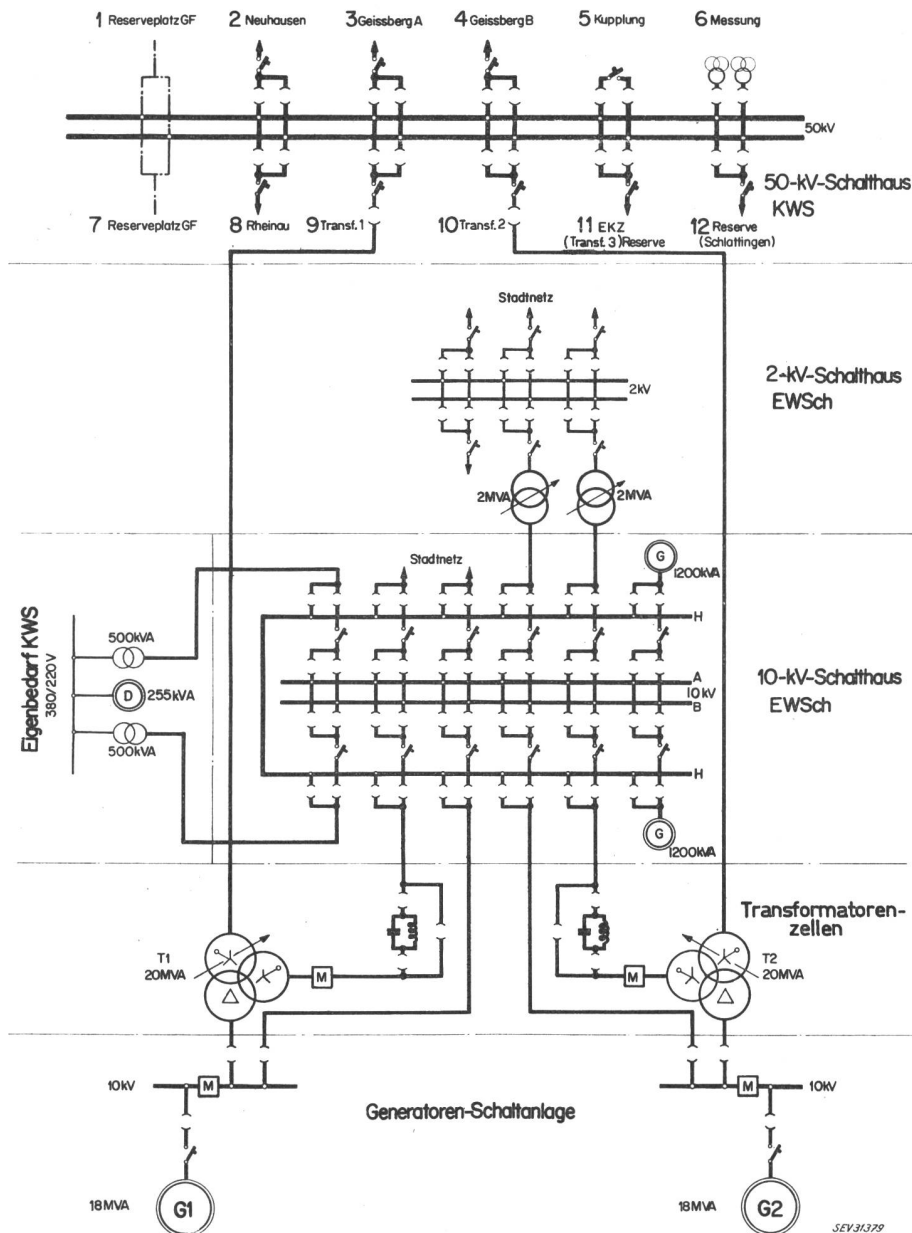 1 Reserveplatz GF
2 Neuhausen
3 Geissberg A
4 Geissberg B
5 Kupplung
6 Messung
50kV
50-kV-Schalthaus
KWS
7 Reserveplatz GF
8 Rheinau
9 Transf. 1
10 Transf. 2
11 EKZ
(Transf. 3) Reserve
12 Reserve
(Schlattingen)
Stadtnetz
2kV
2-kV-Schalthaus
EWSch
2MVA
2MVA
Stadtnetz
G
1200kVA
H
Eigenbedarf KWS
380/220 V
500kVA
D
255kVA
500kVA
A
10 kV
B
10-kV-Schalthaus
EWSch
H
G
1200kVA
Transformatoren-
zellen
T1
20MVA
M
M
T2
20MVA
10kV
M
M
10kV
Generatoren-Schaltanlage
18MVA
G1
18MVA
G2
SEV31379